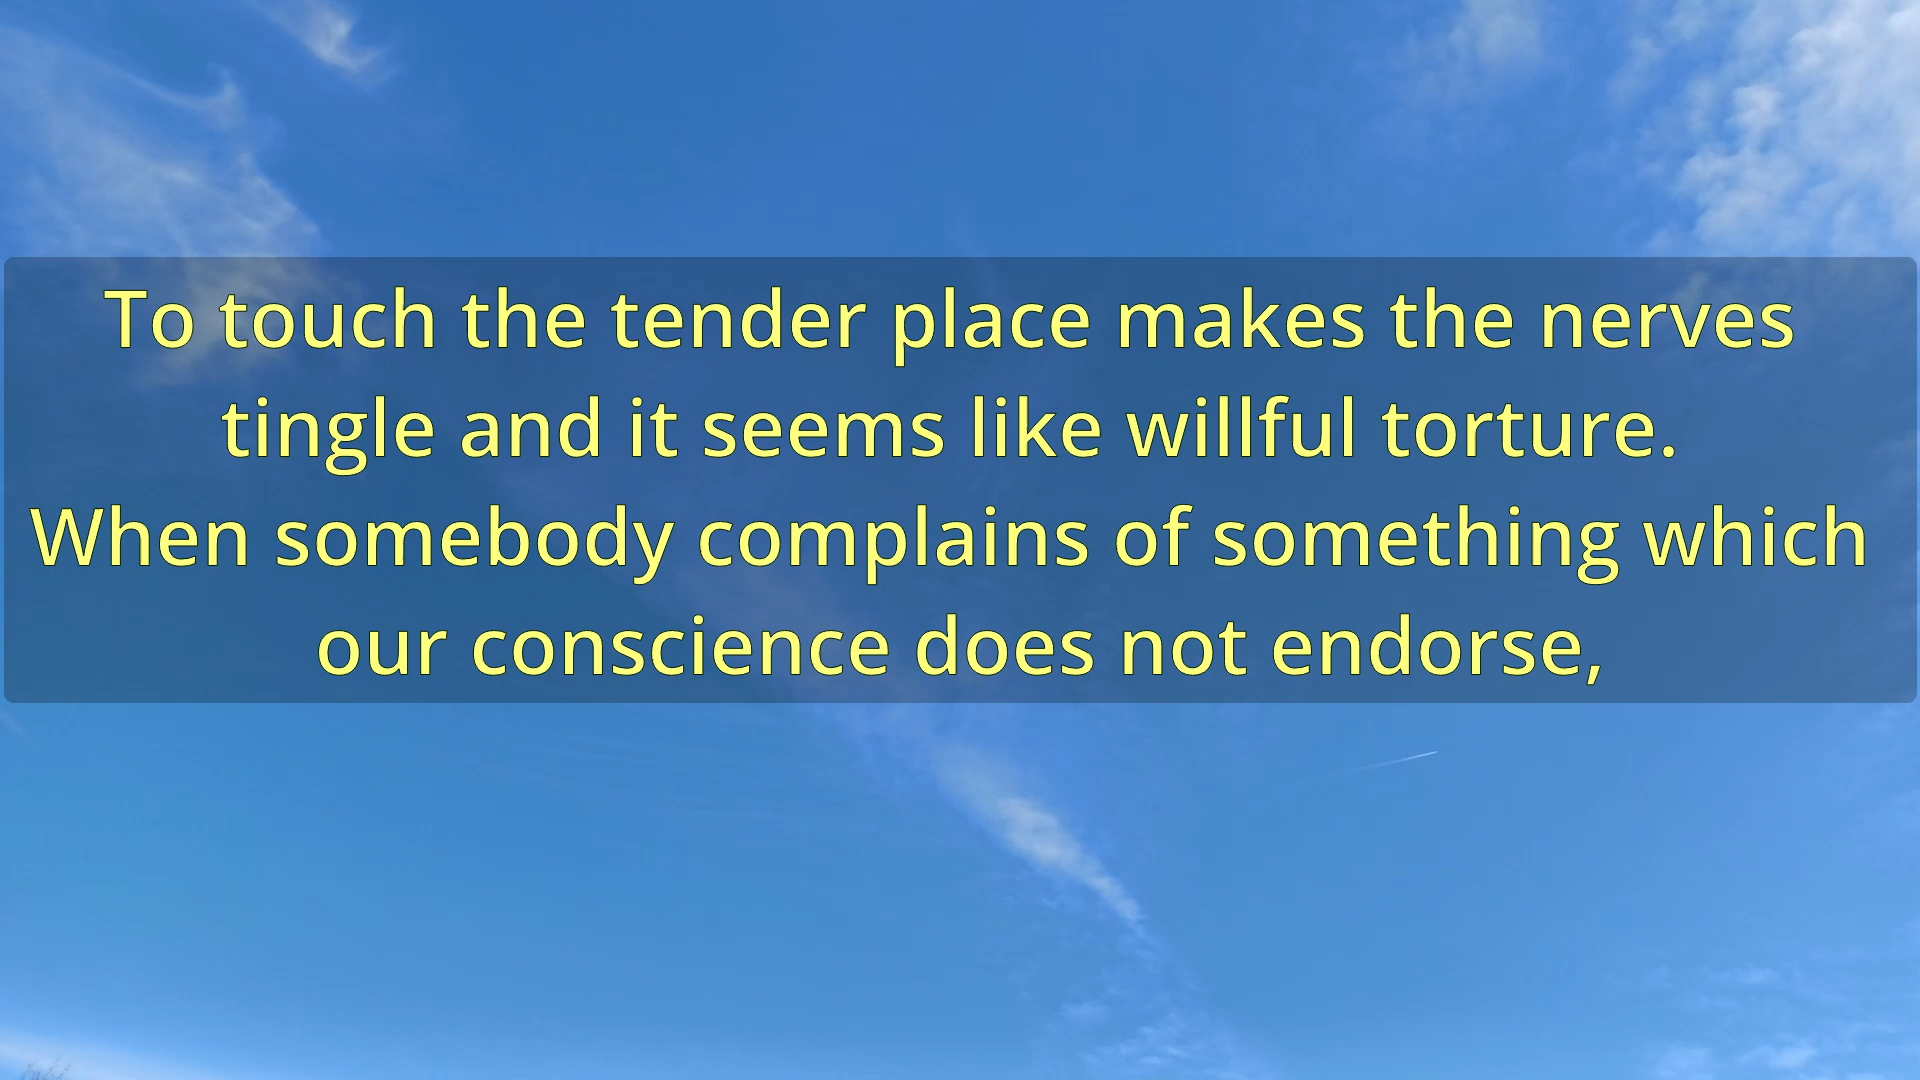 To touch the tender place makes the nerves
tingle and it seems like willful torture.
When somebody complains of something which
our conscience does not endorse,